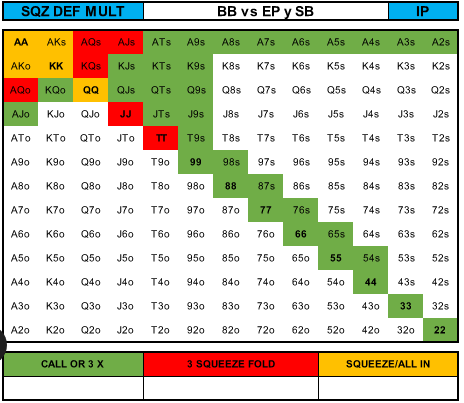 SQZ DEF MULT BB vs EP y SB IP
AA AKs AQs AJs ATs A9s A8s A7s A6s A5s A4s A3s A2s
AKo KK KQs KJs KTs K9s K8s K7s K6s K5s K4s K3s K2s
AQo KQo QQ QJs QTs Q9s Q8s Q7s Q6s Q5s Q4s Q3s Q2s
AJo KJo QJo JJ JTs J9s J8s J7s J6s J5s J4s J3s J2s
ATo KTo QTo JTo TT T9s T8s T7s T6s T5s T4s T3s T2s
A9o K9o Q9o J9o T9o 99 98s 97s 96s 95s 94s 93s 92s
A8o K8o Q8o J8o T8o 98o 88 87s 86s 85s 84s 83s 82s
A7o K7o Q7o J7o T7o 97o 87o 77 76s 75s 74s 73s 72s
A6o K6o Q6o J6o T6o 96o 86o 76o 66 65s 64s 63s 62s
A5o K5o Q5o J5o T5o 95o 85o 75o 65o 55 54s 53s 52s
A4o K4o Q4o J4o T4o 94o 84o 74o 64o 54o 44 43s 42s
A3o K3o Q3o J3o T3o 93o 83o 73o 63o 53o 43o 33 32s
A2o K2o Q2o J2o T2o 92o 82o 72o 62o 52o 42o 32o 22
CALL OR 3 X 3 SQUEEZE FOLD SQUEEZE/ALL IN